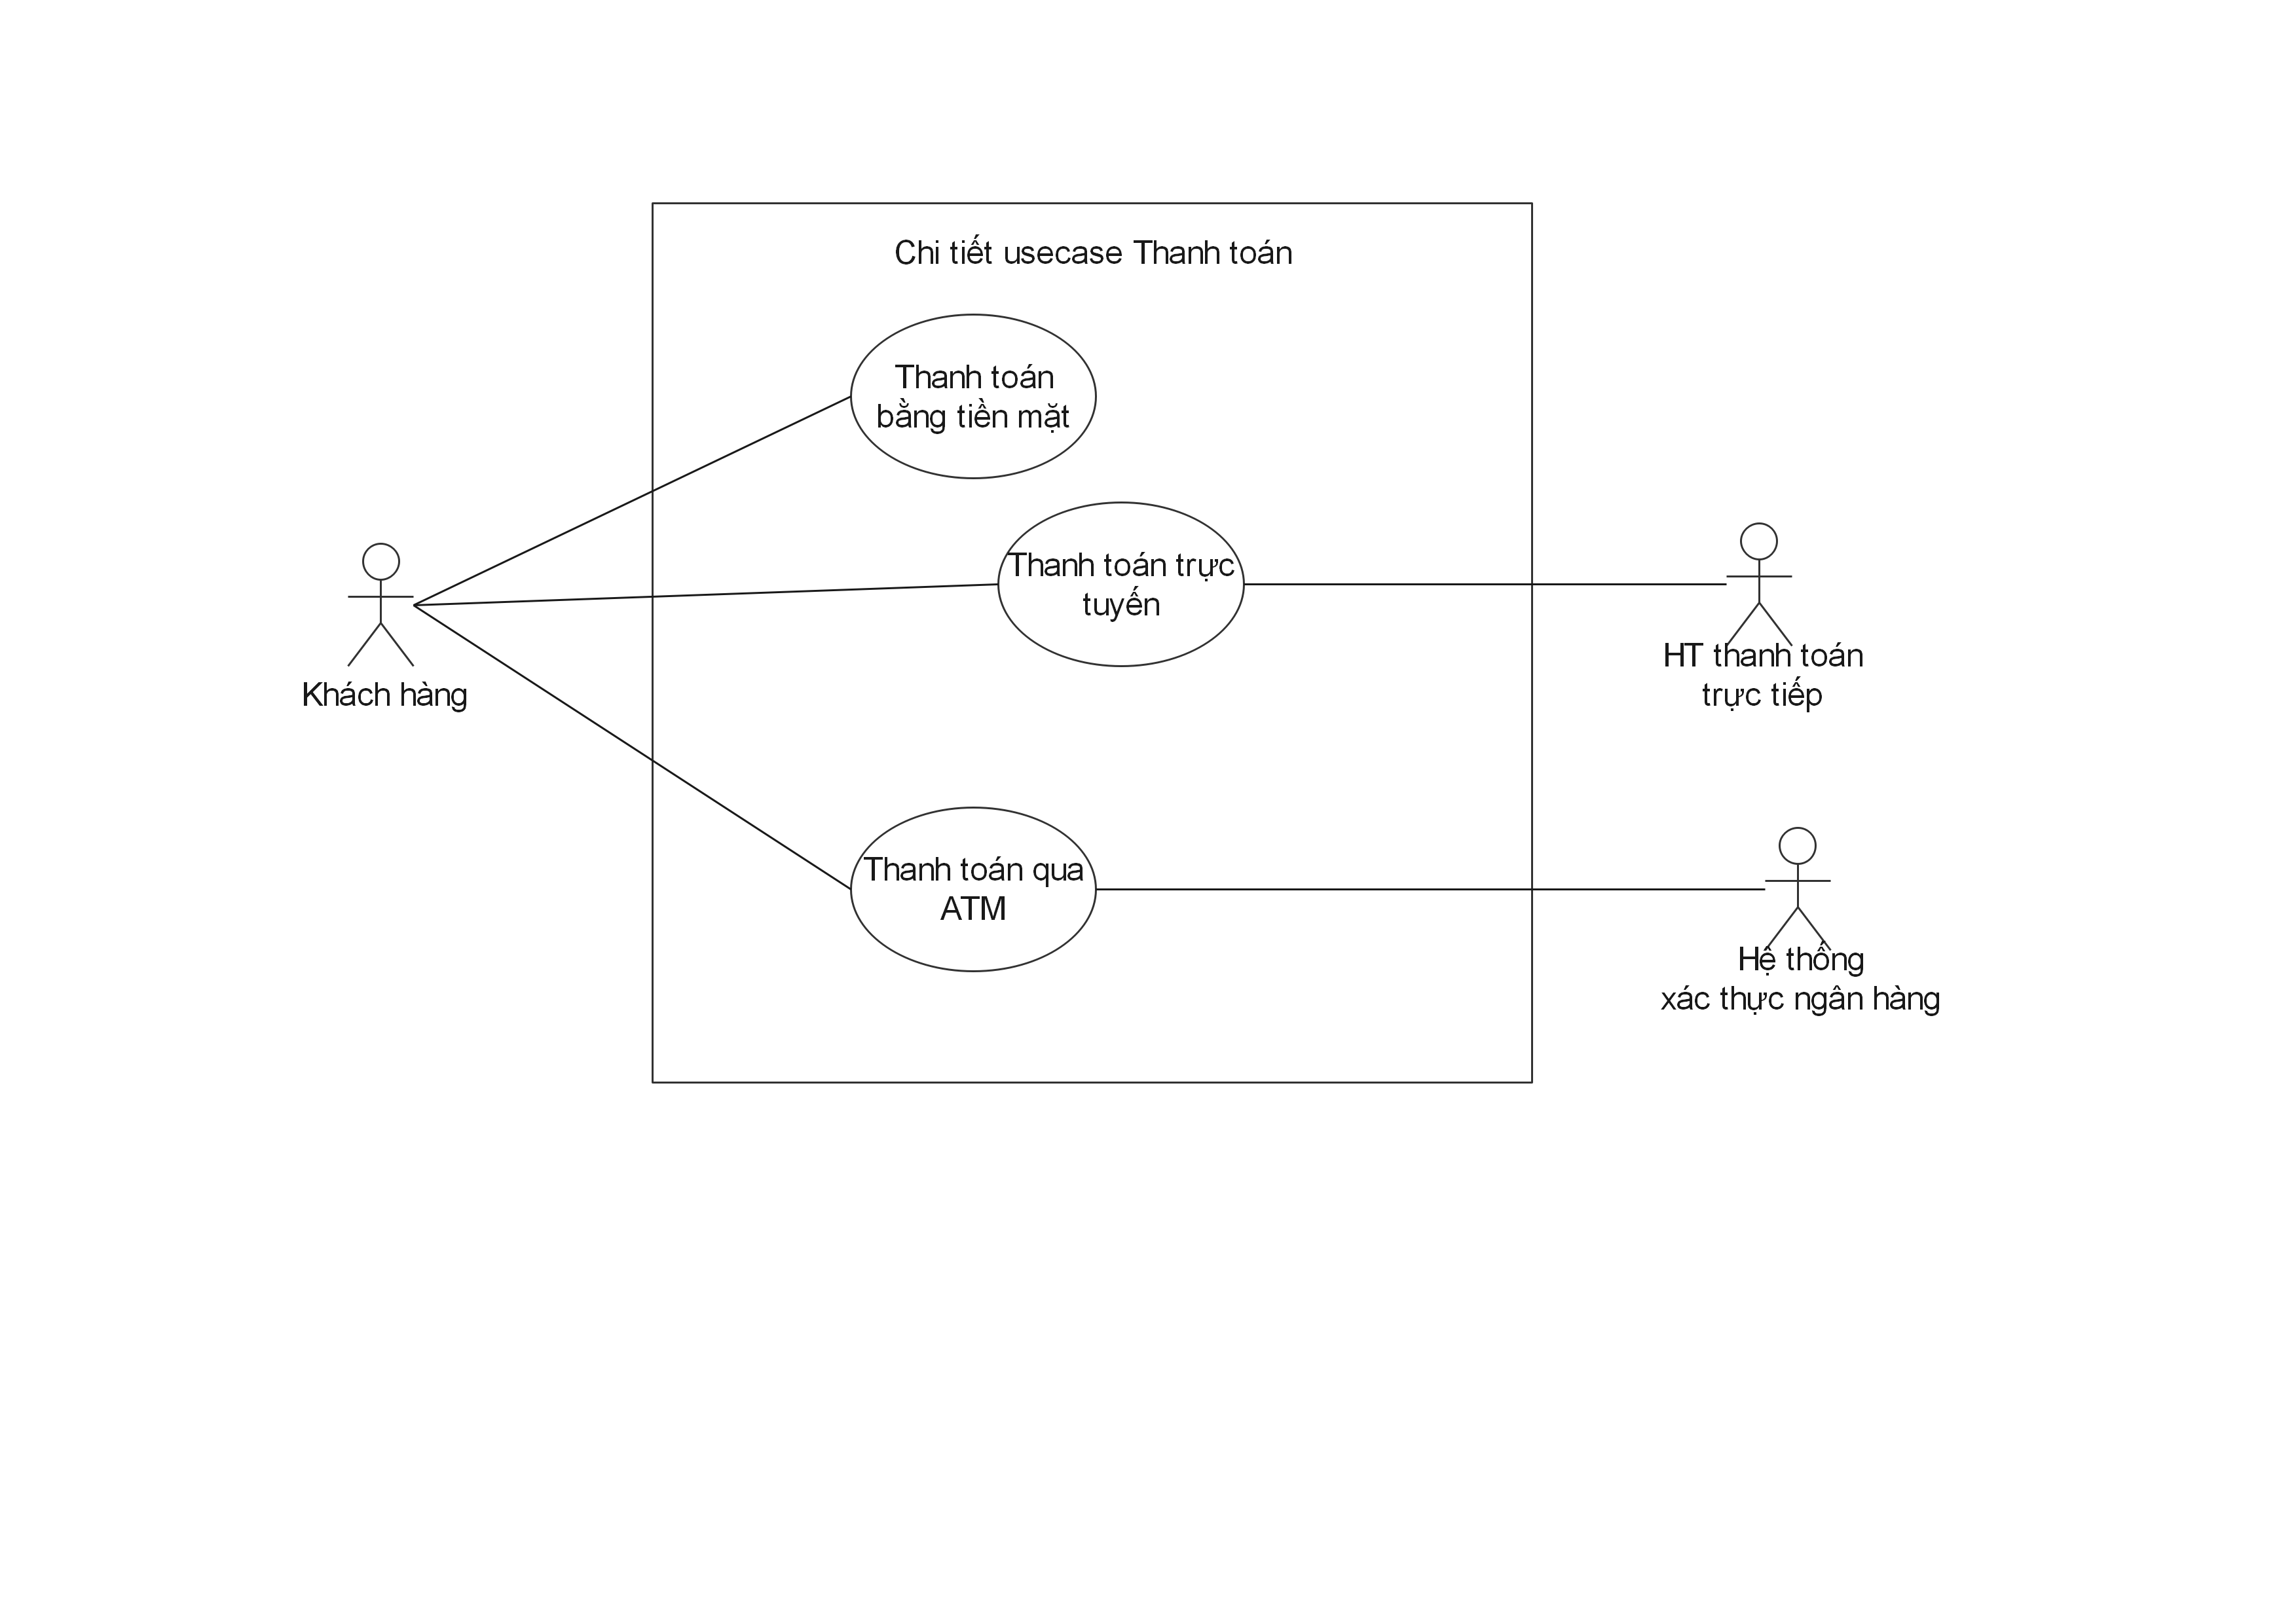 Chi tiết usecase Thanh toán
Thanh toán
bằng tiền mặt
Thanh toán trực
tuyến
Khách hàng
HT thanh toán
trực tiếp
Thanh toán qua
ATM
Hệ thống
xác thực ngân hàng